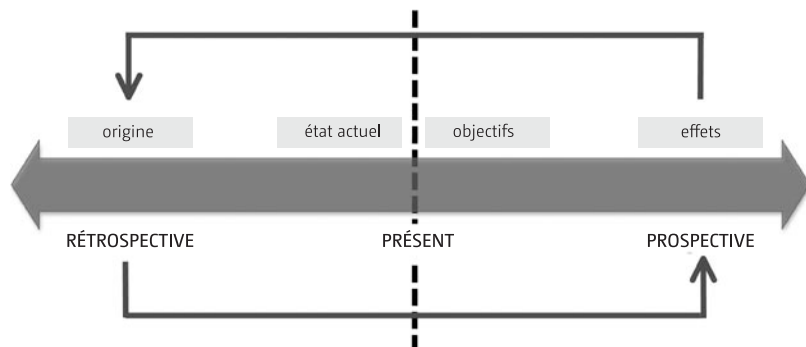 origine
état actuel
objectifs
effets
RÉTROSPECTIVE
PRÉSENT
PROSPECTIVE